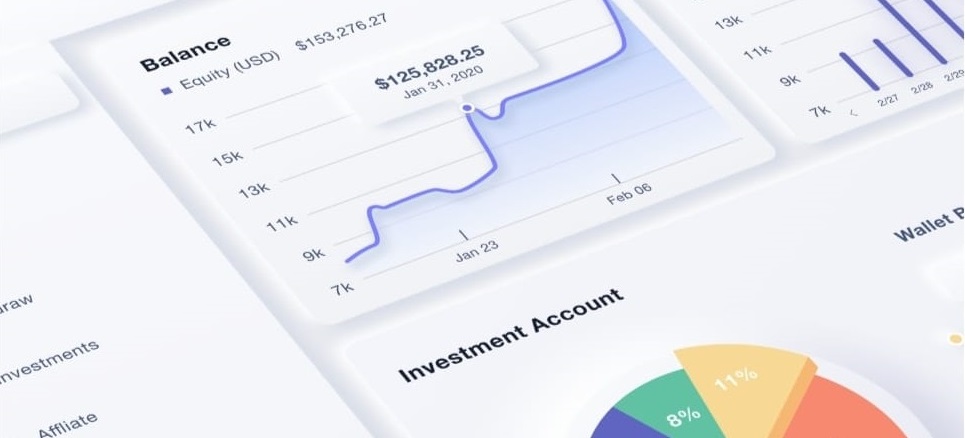 Balance
Equity (USD) $153,276.27
$125,828.25
Jan 31, 2020
17k
15k
13k
11k
9k
7k
Jan 23
Feb 06
13k
11k
9k
7k
2/27
2/28
2/29
Investment Account
11%
8%
Wallet
Affliate